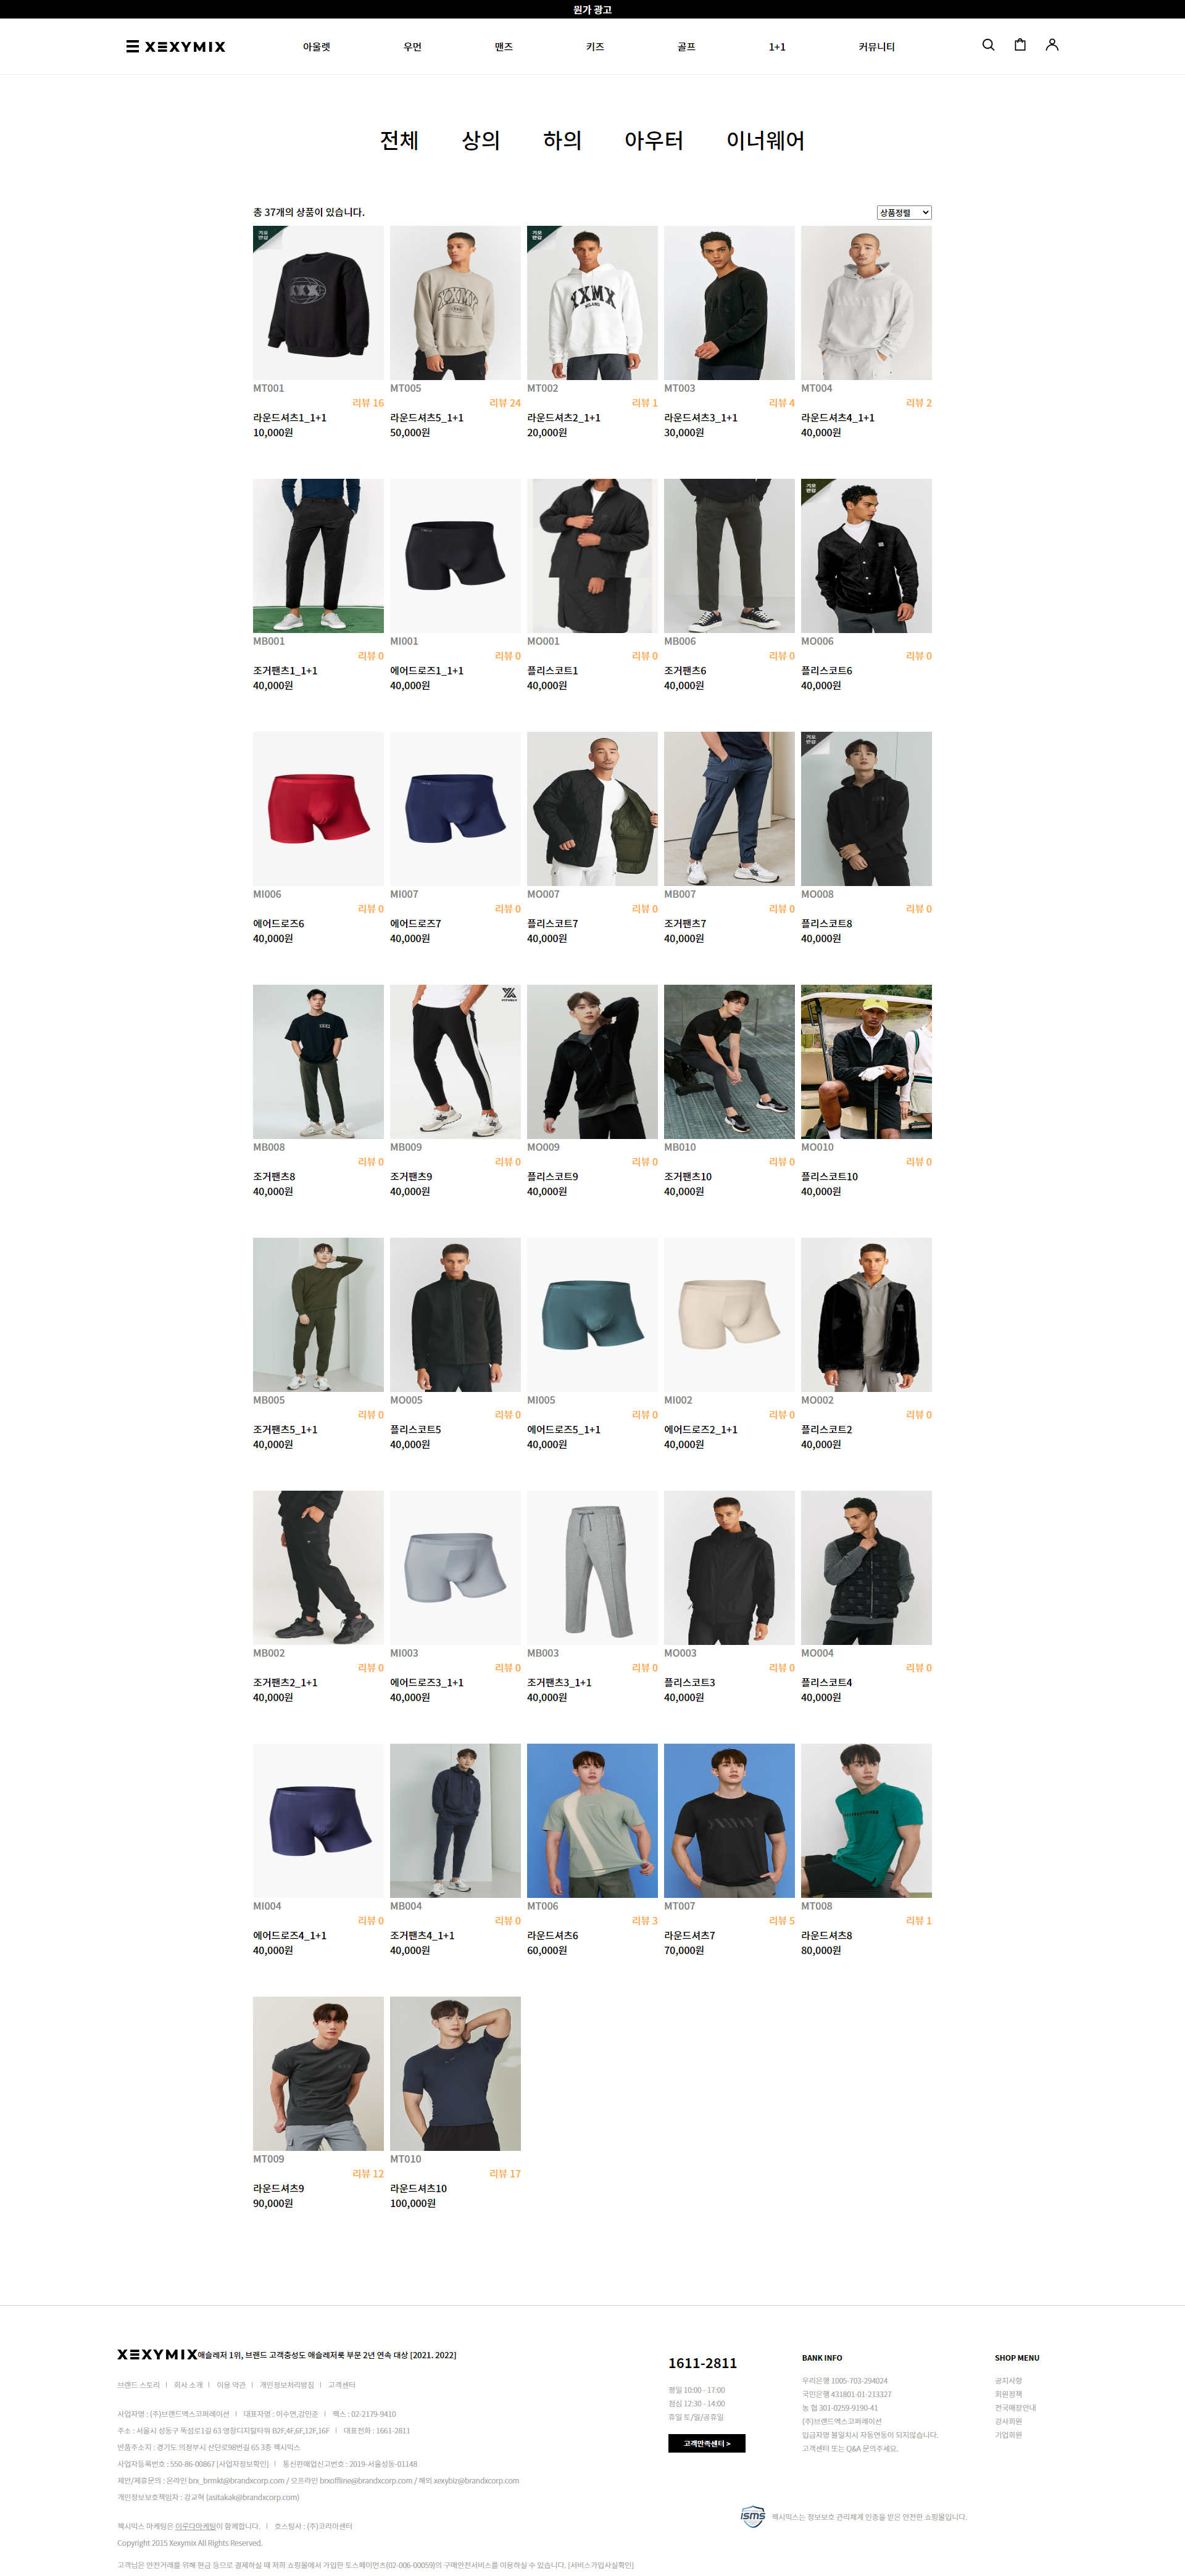 뭔가 광고
XEXYMIX 아울렛 우먼 맨즈 키즈 골프 1+1 커뮤니티
전체 상의 하의 아우터 이너웨어
총 37개의 상품이 있습니다. 상품정렬
MT001 MT005 MT002 MT003 MT004
리뷰 16 리뷰 24 리뷰 1 리뷰 4 리뷰 2
라운드셔츠1_1+1 라운드셔츠5_1+1 라운드셔츠2_1+1 라운드셔츠3_1+1 라운드셔츠4_1+1
10,000원 50,000원 20,000원 30,000원 40,000원
MB001 MI001 MO001 MB006 MO006
리뷰 0 리뷰 0 리뷰 0 리뷰 0 리뷰 0
조거팬츠1_1+1 에어드로즈1_1+1 플리스코트1 조거팬츠6 플리스코트6
40,000원 40,000원 40,000원 40,000원 40,000원
MI006 MI007 MO007 MB007 MO008
리뷰 0 리뷰 0 리뷰 0 리뷰 0 리뷰 0
에어드로즈6 에어드로즈7 플리스코트7 조거팬츠7 플리스코트8
40,000원 40,000원 40,000원 40,000원 40,000원
MB008 MB009 MO009 MB010 MO010
리뷰 0 리뷰 0 리뷰 0 리뷰 0 리뷰 0
조거팬츠8 조거팬츠9 플리스코트9 조거팬츠10 플리스코트10
40,000원 40,000원 40,000원 40,000원 40,000원
MB005 MO005 MI005 MI002 MO002
리뷰 0 리뷰 0 리뷰 0 리뷰 0 리뷰 0
조거팬츠5_1+1 플리스코트5 에어드로즈5_1+1 에어드로즈2_1+1 플리스코트2
40,000원 40,000원 40,000원 40,000원 40,000원
MB002 MI003 MB003 MO003 MO004
리뷰 0 리뷰 0 리뷰 0 리뷰 0 리뷰 0
조거팬츠2_1+1 에어드로즈3_1+1 조거팬츠3_1+1 플리스코트3 플리스코트4
40,000원 40,000원 40,000원 40,000원 40,000원
MI004 MB004 MT006 MT007 MT008
리뷰 0 리뷰 0 리뷰 3 리뷰 5 리뷰 1
에어드로즈4_1+1 조거팬츠4_1+1 라운드셔츠6 라운드셔츠7 라운드셔츠8
40,000원 40,000원 60,000원 70,000원 80,000원
MT009 MT010
리뷰 12 리뷰 17
라운드셔츠9 라운드셔츠10
90,000원 100,000원
XEXYMIX 애슬레저 1위, 브랜드 고객충성도 애슬레저룩 부문 2년 연속 대상 [2021. 2022]
브랜드 스토리 | 회사 소개 | 이용 약관 | 개인정보처리방침 | 고객센터
사업자명 : (주)브랜드엑스코퍼레이션 | 대표자명 : 이수연,강민준 | 팩스 : 02-2179-9410
주소 : 서울시 성동구 뚝섬로1길 63 영창디지탈타워 B2F,4F,6F,12F,16F | 대표전화 : 1661-2811
반품주소지 : 경기도 의정부시 산단로98번길 65 3층 젝시믹스
사업자등록번호 : 550-86-00867 [사업자정보확인] | 통신판매업신고번호 : 2019-서울성동-01148
제안/제휴문의 : 온라인 brx_brmkt@brandxcorp.com / 오프라인 brxoffline@brandxcorp.com / 해외 xexybiz@brandxcorp.com
개인정보보호책임자 : 김교혁 (asitakak@brandxcorp.com)
젝시믹스 마케팅은 이루다마케팅이 함께합니다. | 호스팅사 : (주)코리아센터
Copyright 2015 Xexymix All Rights Reserved.
고객님은 안전거래를 위해 현금 등으로 결제하실 때 저희 쇼핑몰에서 가입한 토스페이먼츠(02-006-00059)의 구매안전서비스를 이용하실 수 있습니다. [서비스가입사실확인]
1611-2811
평일 10:00 - 17:00
점심 12:30 - 14:00
휴일 토/일/공휴일
고객만족센터 >
BANK INFO
우리은행 1005-703-294024
국민은행 431801-01-213327
농 협 301-0259-9190-41
(주)브랜드엑스코퍼레이션
입금자명 불일치시 자동연동이 되지않습니다.
고객센터 또는 Q&A 문의주세요.
SHOP MENU
공지사항
회원정책
전국매장안내
강사회원
기업회원
isms 젝시믹스는 정보보호 관리체계 인증을 받은 안전한 쇼핑몰입니다.